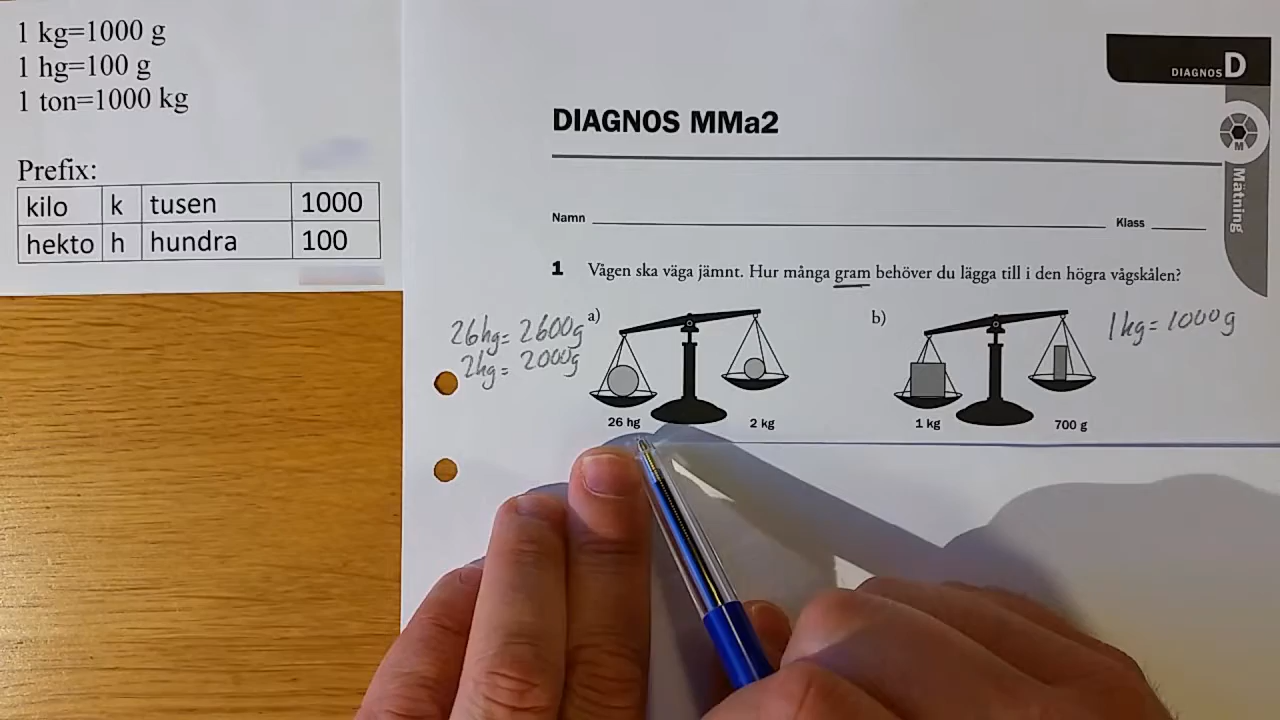 1 kg=1000 g
1 hg=100 g
1 ton=1000 kg
Prefix:
kilo k tusen 1000
hekto h hundra 100
DIAGNOS D
M
Mätning
DIAGNOS MMa2
Namn Klass
1 Vågen ska väga jämnt. Hur många gram behöver du lägga till i den högra vågskålen?
a)
26hg = 2600g
2kg = 2000g
26 hg 2 kg
b)
1kg = 1000g
1 kg 700 g